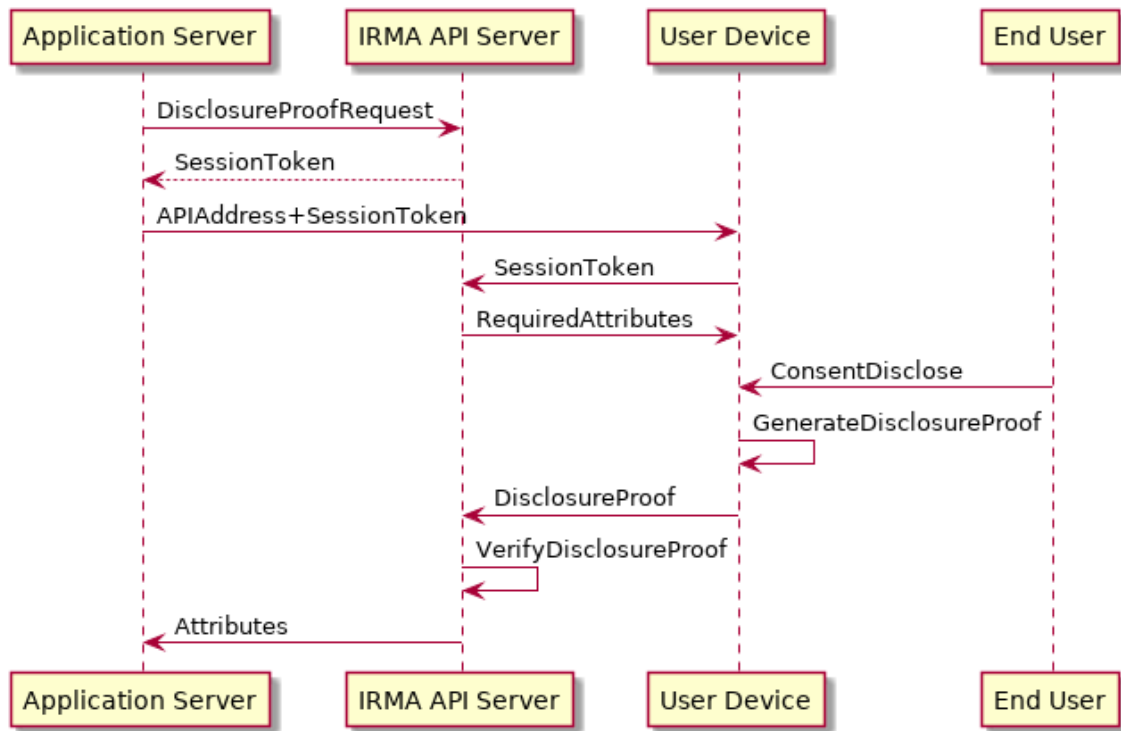 Application Server
IRMA API Server
User Device
End User
DisclosureProofRequest
SessionToken
APIAddress+SessionToken
SessionToken
RequiredAttributes
ConsentDisclose
GenerateDisclosureProof
DisclosureProof
VerifyDisclosureProof
Attributes
Application Server
IRMA API Server
User Device
End User